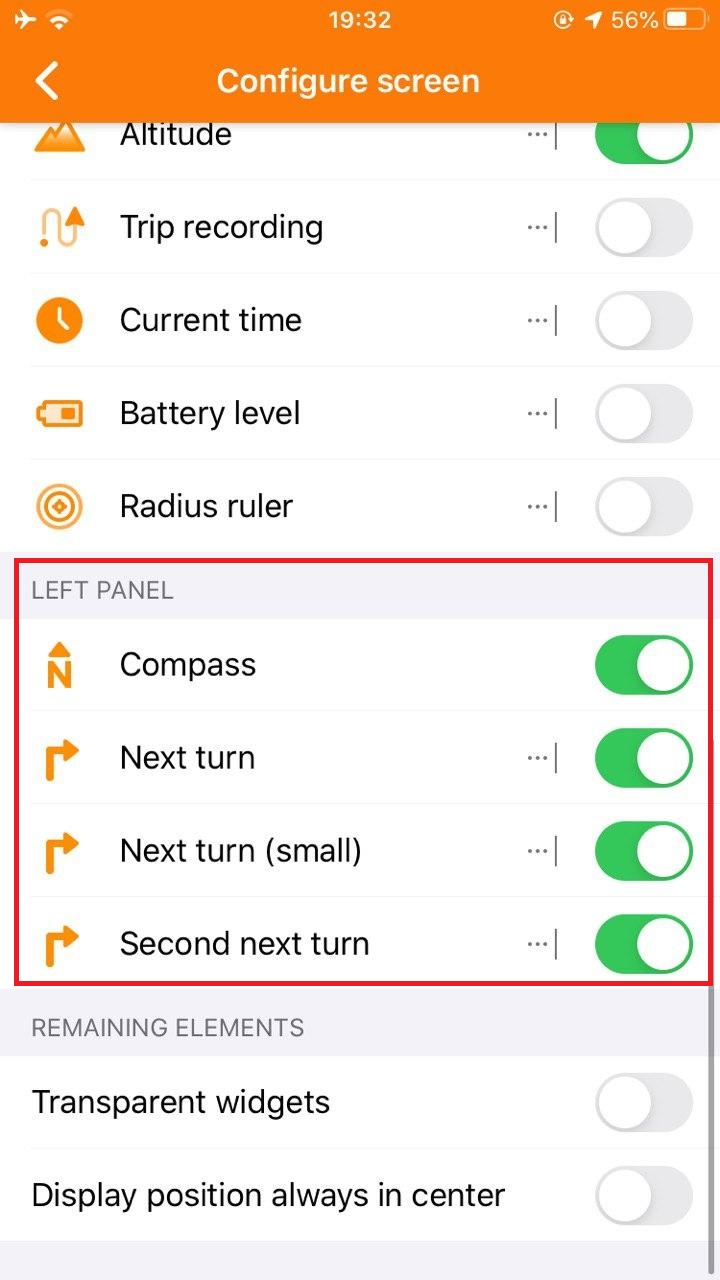 19:32
56%
Configure screen
Altitude
Trip recording
Current time
Battery level
Radius ruler
LEFT PANEL
N
Compass
Next turn
Next turn (small)
Second next turn
REMAINING ELEMENTS
Transparent widgets
Display position always in center